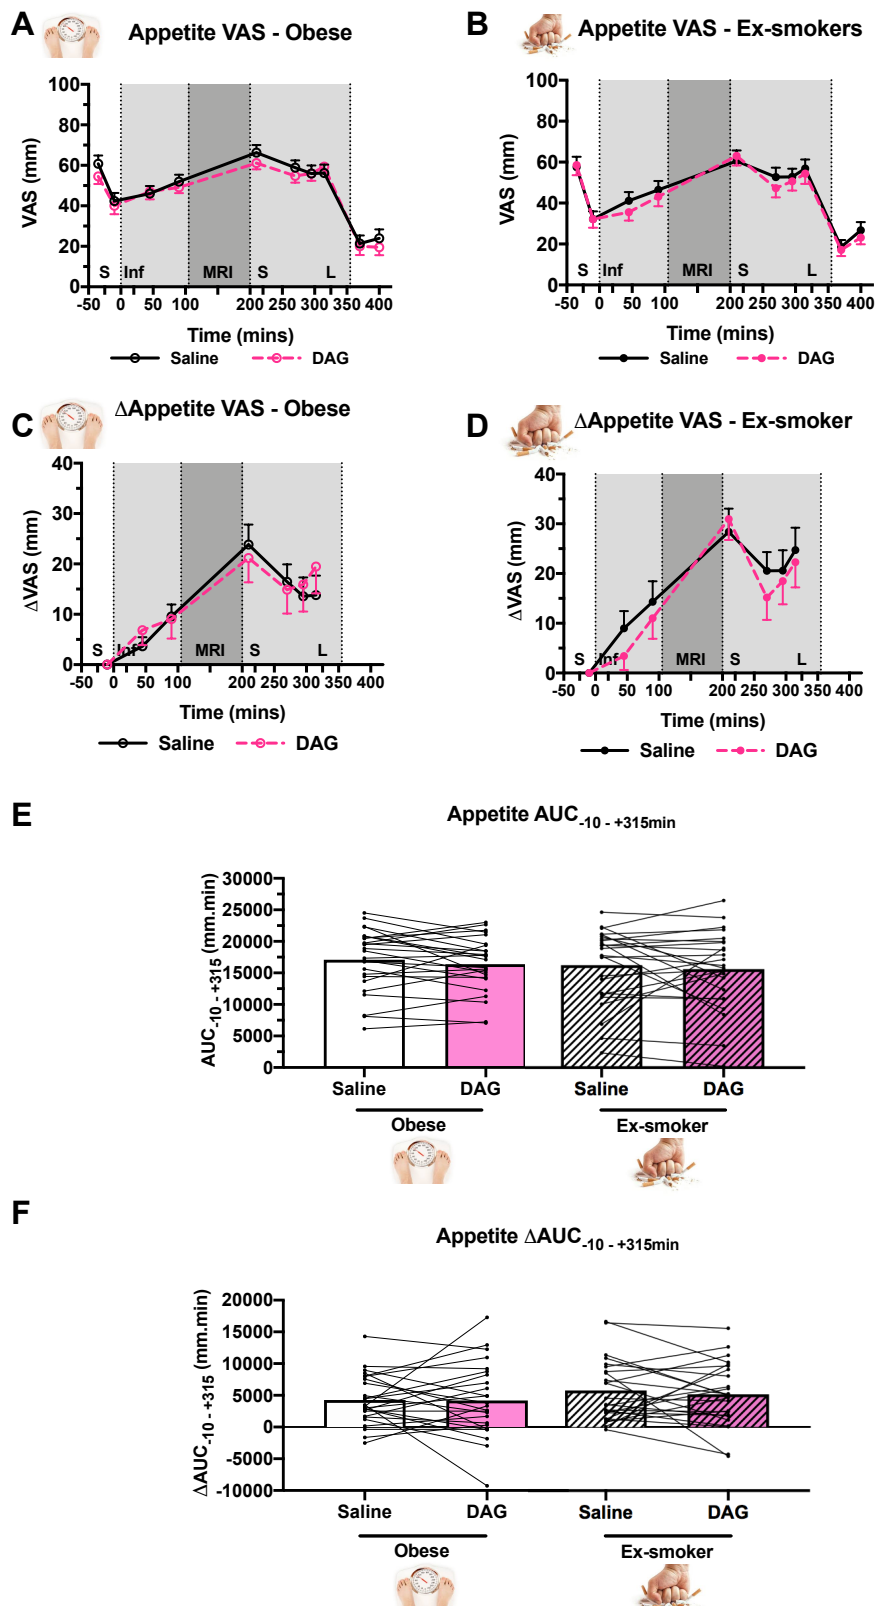 A
Appetite VAS - Obese
VAS (mm)
100
80
60
40
20
0
S
Inf
MRI
S
L
-50 0 50 100 200 250 300 350 400
Time (mins)
Saline
DAG
B
Appetite VAS - Ex-smokers
VAS (mm)
100
80
60
40
20
0
S
Inf
MRI
S
L
-50 0 50 100 200 250 300 350 400
Time (mins)
Saline
DAG
C
∆Appetite VAS - Obese
∆VAS (mm)
40
30
20
10
0
S
Inf
MRI
S
L
-50 0 50 100 200 250 300 350 400
Time (mins)
Saline
DAG
D
∆Appetite VAS - Ex-smoker
∆VAS (mm)
40
30
20
10
0
S
Inf
MRI
S
L
-50 0 50 100 200 250 300 350 400
Time (mins)
Saline
DAG
E
Appetite AUC-10 - +315min
AUC-10 - +315 (mm.min)
30000
25000
20000
15000
10000
5000
0
Saline DAG Saline DAG
Obese Ex-smoker
F
Appetite ∆AUC-10 - +315min
∆AUC-10 - +315 (mm.min)
20000
15000
10000
5000
0
-5000
-10000
Saline DAG Saline DAG
Obese Ex-smoker